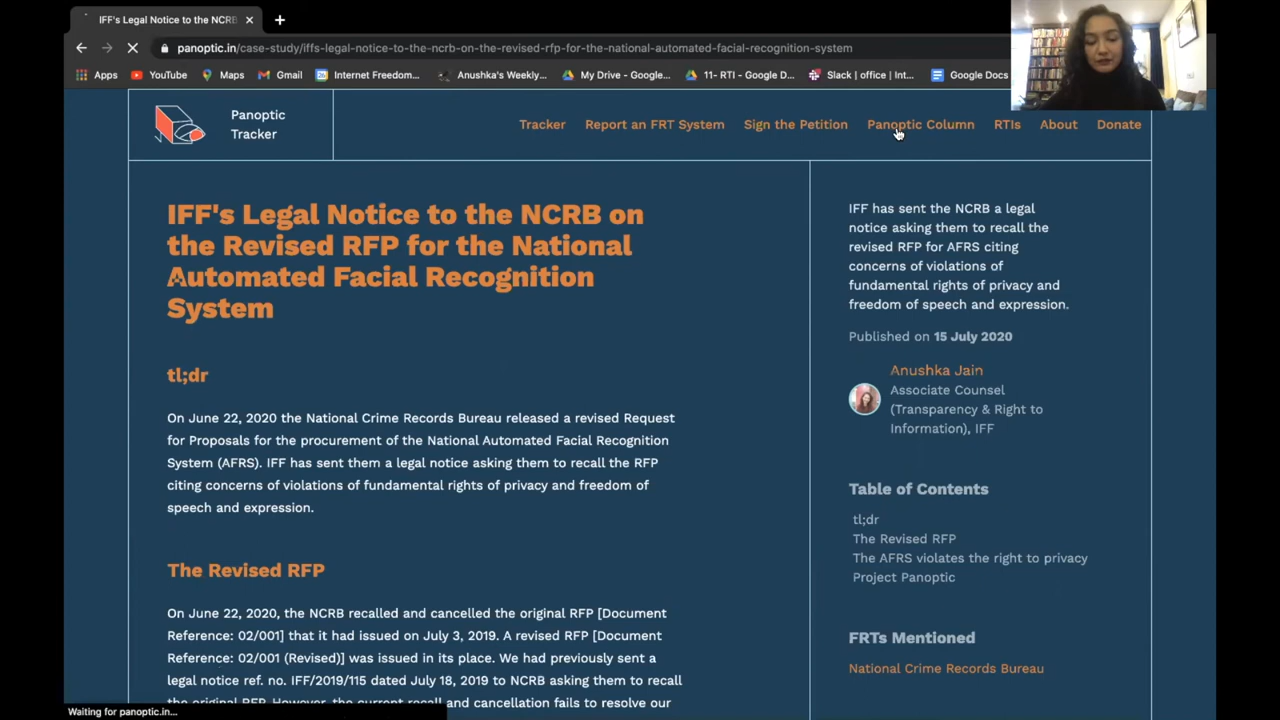 IFF's Legal Notice to the NCRB
panoptic.in/case-study/iffs-legal-notice-to-the-ncrb-on-the-revised-rfp-for-the-national-automated-facial-recognition-system
Apps YouTube Maps Gmail Internet Freedom... Anushka's Weekly... My Drive - Google... 11- RTI - Google D... Slack | office | Int... Google Docs
Panoptic
Tracker
Tracker Report an FRT System Sign the Petition Panoptic Column RTIs About Donate
IFF's Legal Notice to the NCRB on
the Revised RFP for the National
Automated Facial Recognition
System
tl;dr
On June 22, 2020 the National Crime Records Bureau released a revised Request
for Proposals for the procurement of the National Automated Facial Recognition
System (AFRS). IFF has sent them a legal notice asking them to recall the RFP
citing concerns of violations of fundamental rights of privacy and freedom of
speech and expression.
The Revised RFP
On June 22, 2020, the NCRB recalled and cancelled the original RFP [Document
Reference: 02/001] that it had issued on July 3, 2019. A revised RFP [Document
Reference: 02/001 (Revised)] was issued in its place. We had previously sent a
legal notice ref. no. IFF/2019/115 dated July 18, 2019 to NCRB asking them to recall
the original RFP. However, the current recall and cancellation fails to resolve our
IFF has sent the NCRB a legal
notice asking them to recall the
revised RFP for AFRS citing
concerns of violations of
fundamental rights of privacy and
freedom of speech and expression.
Published on 15 July 2020
Anushka Jain
Associate Counsel
(Transparency & Right to
Information), IFF
Table of Contents
tl;dr
The Revised RFP
The AFRS violates the right to privacy
Project Panoptic
FRTs Mentioned
National Crime Records Bureau
Waiting for panoptic.in...